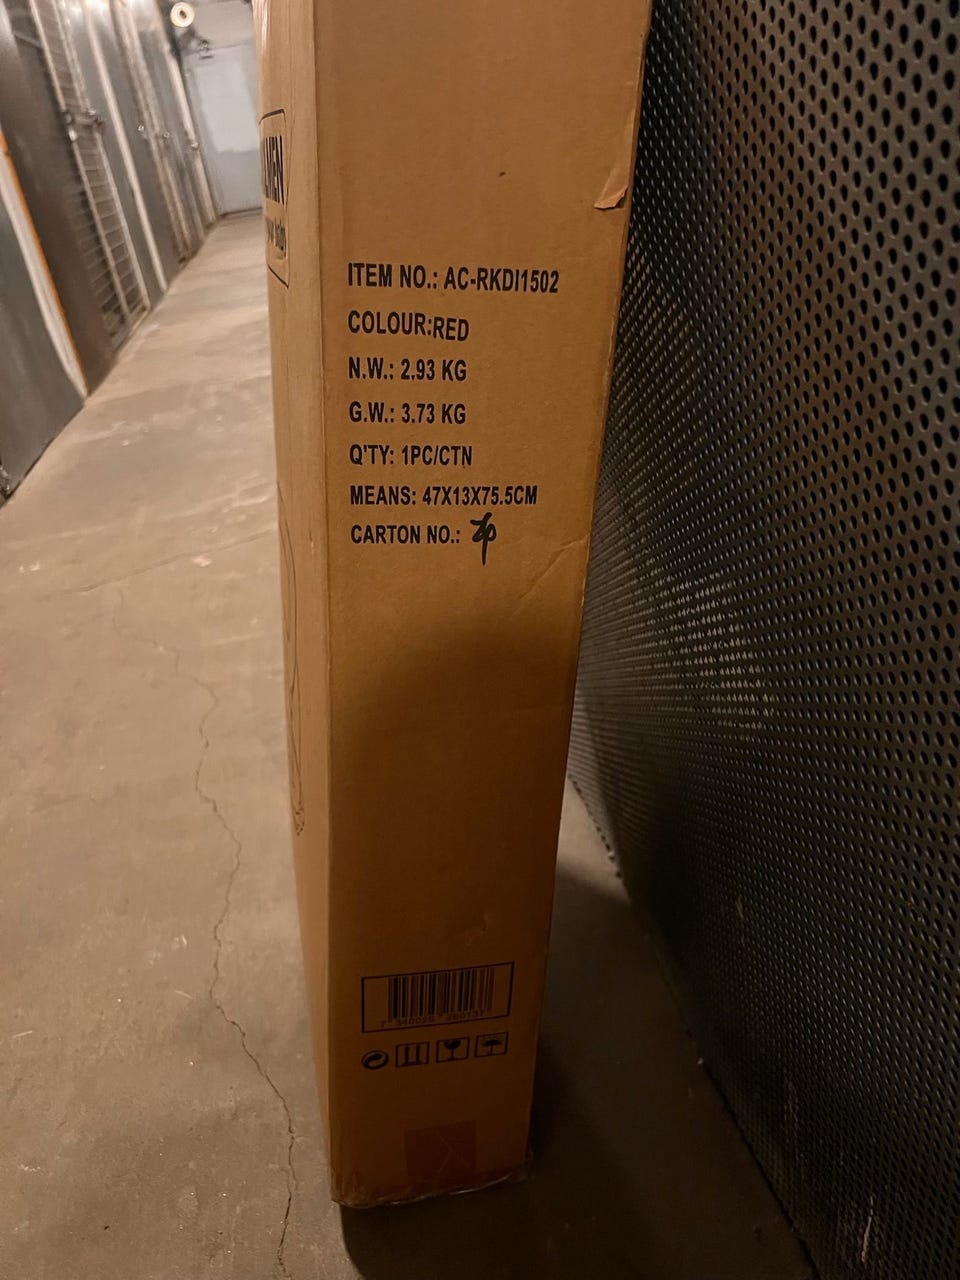 ITEM NO.: AC-RKDI1502
COLOUR:RED
N.W.: 2.93 KG
G.W.: 3.73 KG
Q'TY: 1PC/CTN
MEANS: 47X13X75.5CM
CARTON NO.: